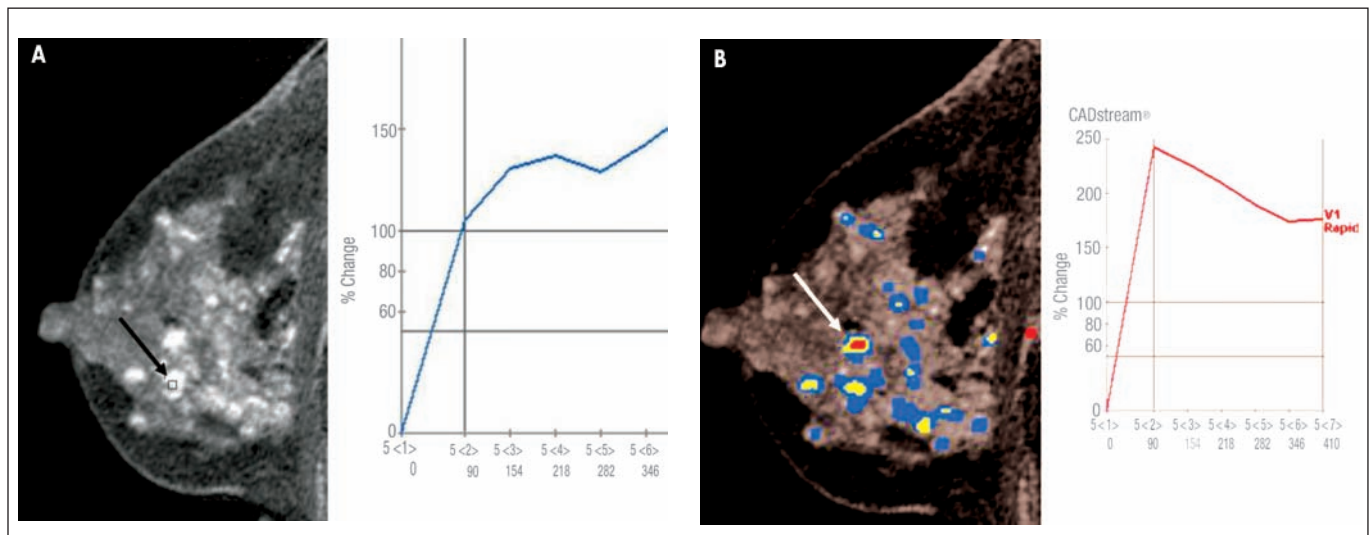 A
% Change
150
100
80
60
0
5 <1> 5 <2> 5 <3> 5 <4> 5 <5> 5 <6>
0 90 154 218 282 346
B
CADstream®
% Change
250
200
150
100
80
60
0
V1
Rapid
5 <1> 5 <2> 5 <3> 5 <4> 5 <5> 5 <6> 5 <7>
0 90 154 218 282 346 410